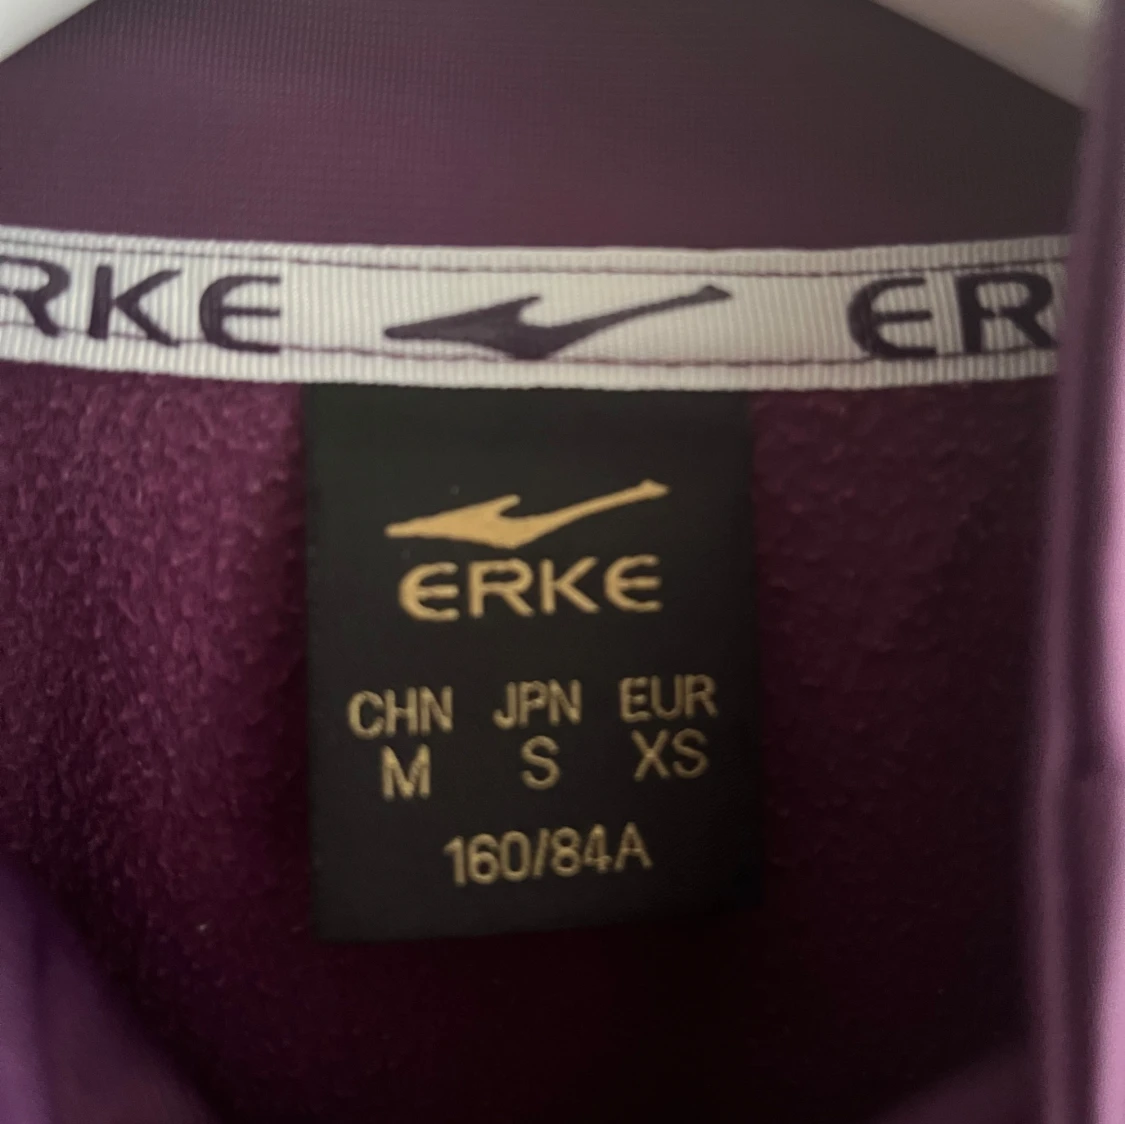 RKE ER
ERKE
CHN JPN EUR
M S XS
160/84A